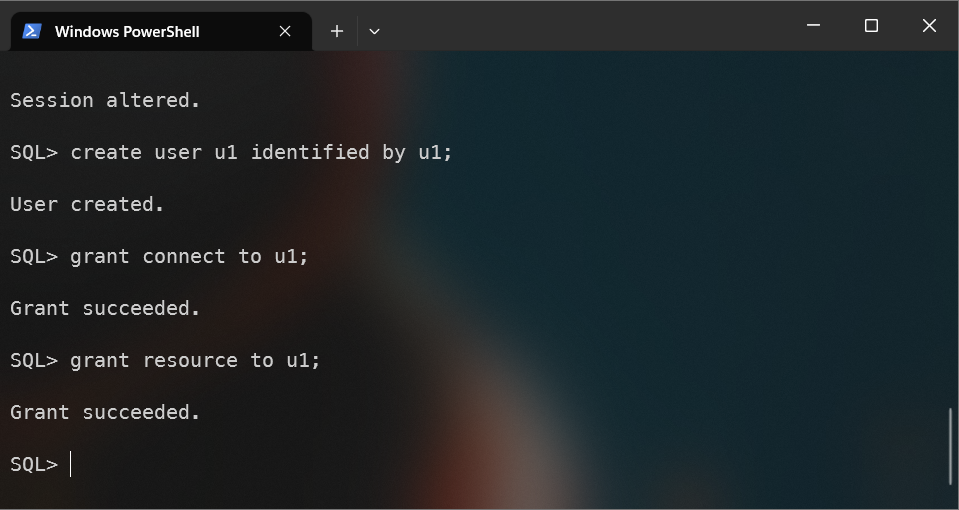 Windows PowerShell
Session altered.
SQL> create user u1 identified by u1;
User created.
SQL> grant connect to u1;
Grant succeeded.
SQL> grant resource to u1;
Grant succeeded.
SQL>